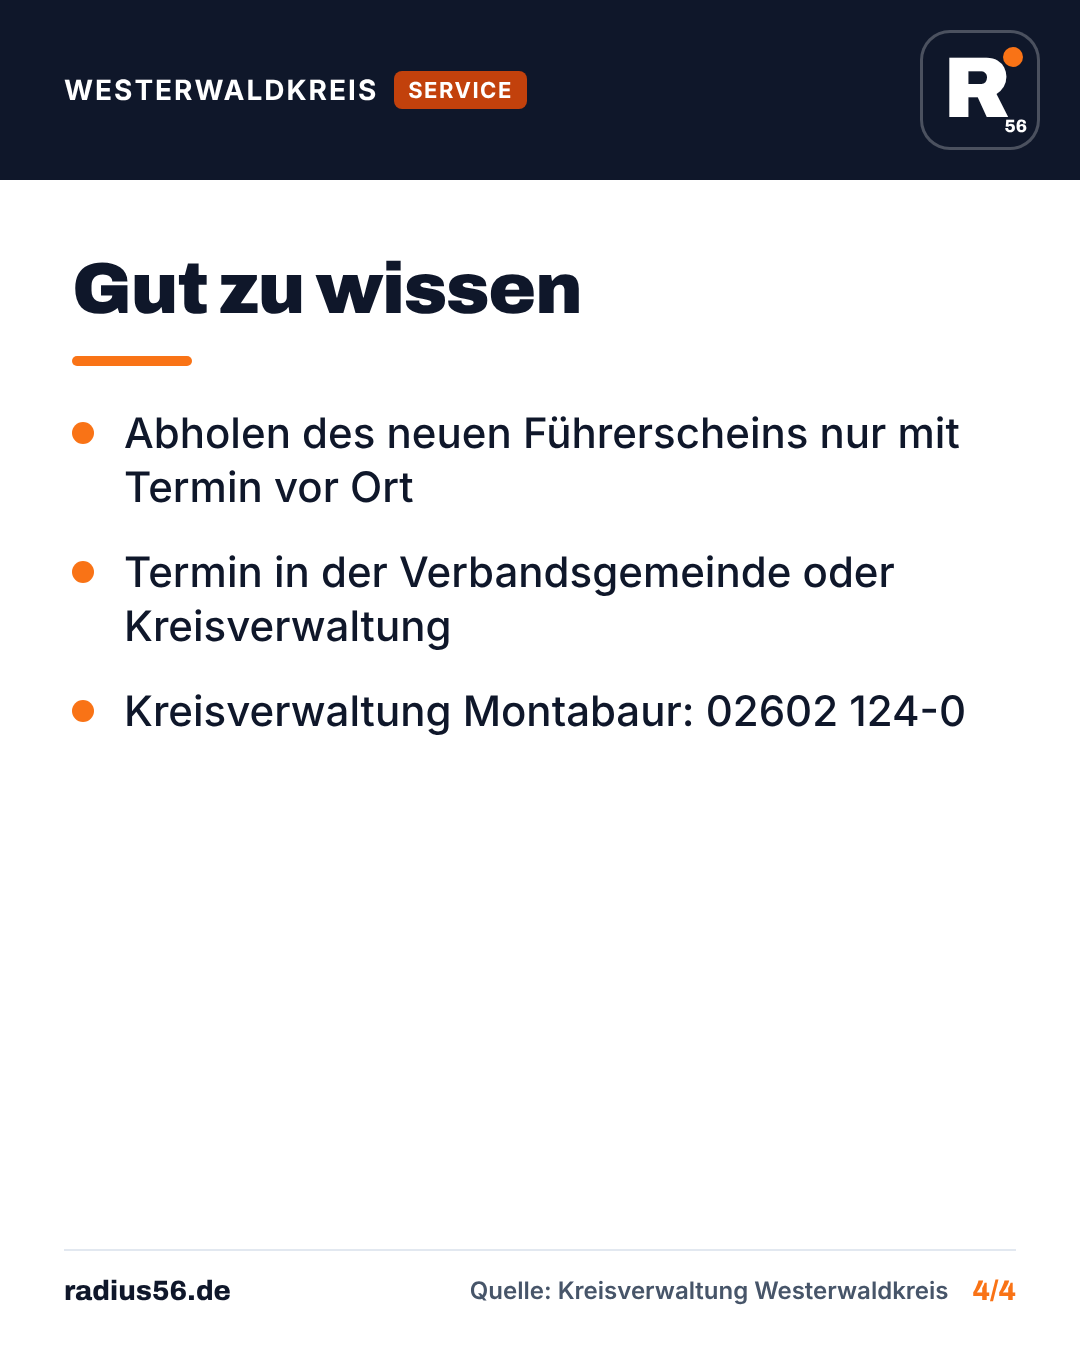 WESTERWALDKREIS SERVICE
R
56
Gut zu wissen
Abholen des neuen Führerscheins nur mit
Termin vor Ort
Termin in der Verbandsgemeinde oder
Kreisverwaltung
Kreisverwaltung Montabaur: 02602 124-0
radius56.de Quelle: Kreisverwaltung Westerwaldkreis 4/4